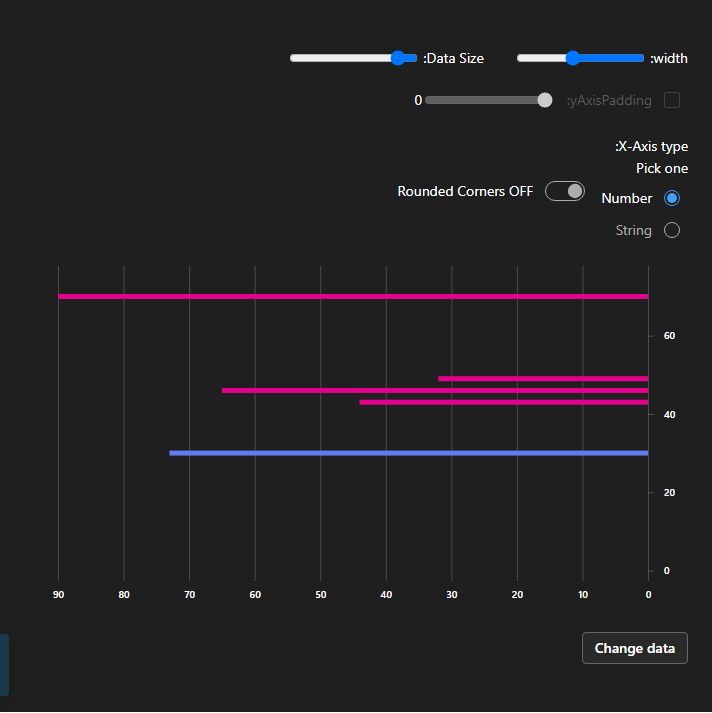 :width
:Data Size
:yAxisPadding
0
:X-Axis type
Pick one
Number
Rounded Corners OFF
String
60
40
20
0
90 80 70 60 50 40 30 20 10 0
Change data